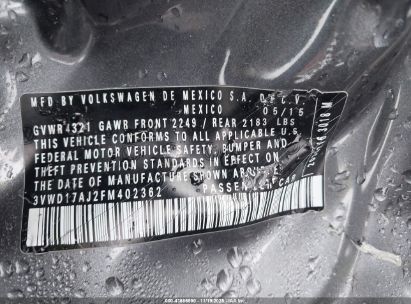 MFD BY VOLKSWAGEN DE MEXICO S.A. DE C.V.
MEXICO 05/15
GVWR 4321 GAWR FRONT 2249 / REAR 2183 LBS
THIS VEHICLE CONFORMS TO ALL APPLICABLE U.S.
FEDERAL MOTOR VEHICLE SAFETY, BUMPER AND
THEFT PREVENTION STANDARDS IN EFFECT ON
THE DATE OF MANUFACTURE SHOWN ABOVE.
3VWD17AJ2FM402362 PASSEN